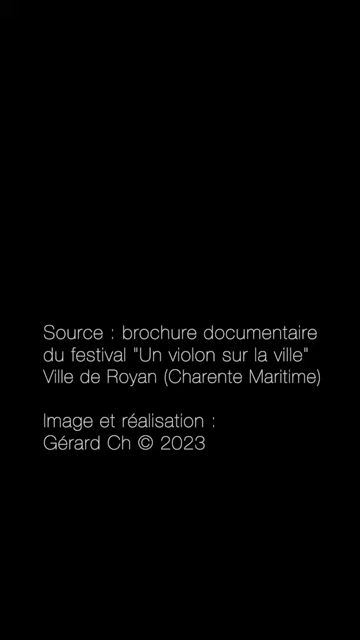 Source : brochure documentaire
du festival "Un violon sur la ville"
Ville de Royan (Charente Maritime)
Image et réalisation :
Gérard Ch © 2023